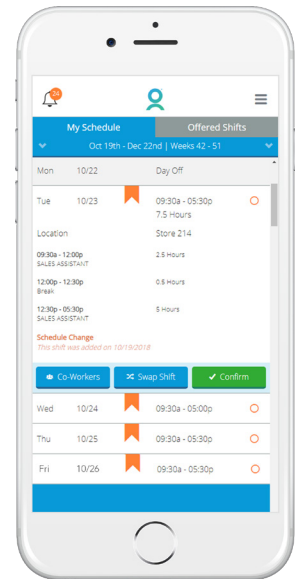 24
My Schedule Offered Shifts
Oct 19th - Dec 22nd | Weeks 42 - 51
Mon 10/22 Day Off
Tue 10/23 09:30a - 05:30p
7.5 Hours
Location Store 214
09:30a - 12:00p 2.5 Hours
SALES ASSISTANT
12:00p - 12:30p 0.5 Hours
Break
12:30p - 05:30p 5 Hours
SALES ASSISTANT
Schedule Change
This shift was added on 10/19/2018
Co-Workers Swap Shift Confirm
Wed 10/24 09:30a - 05:00p
Thu 10/25 09:30a - 05:30p
Fri 10/26 09:30a - 05:30p